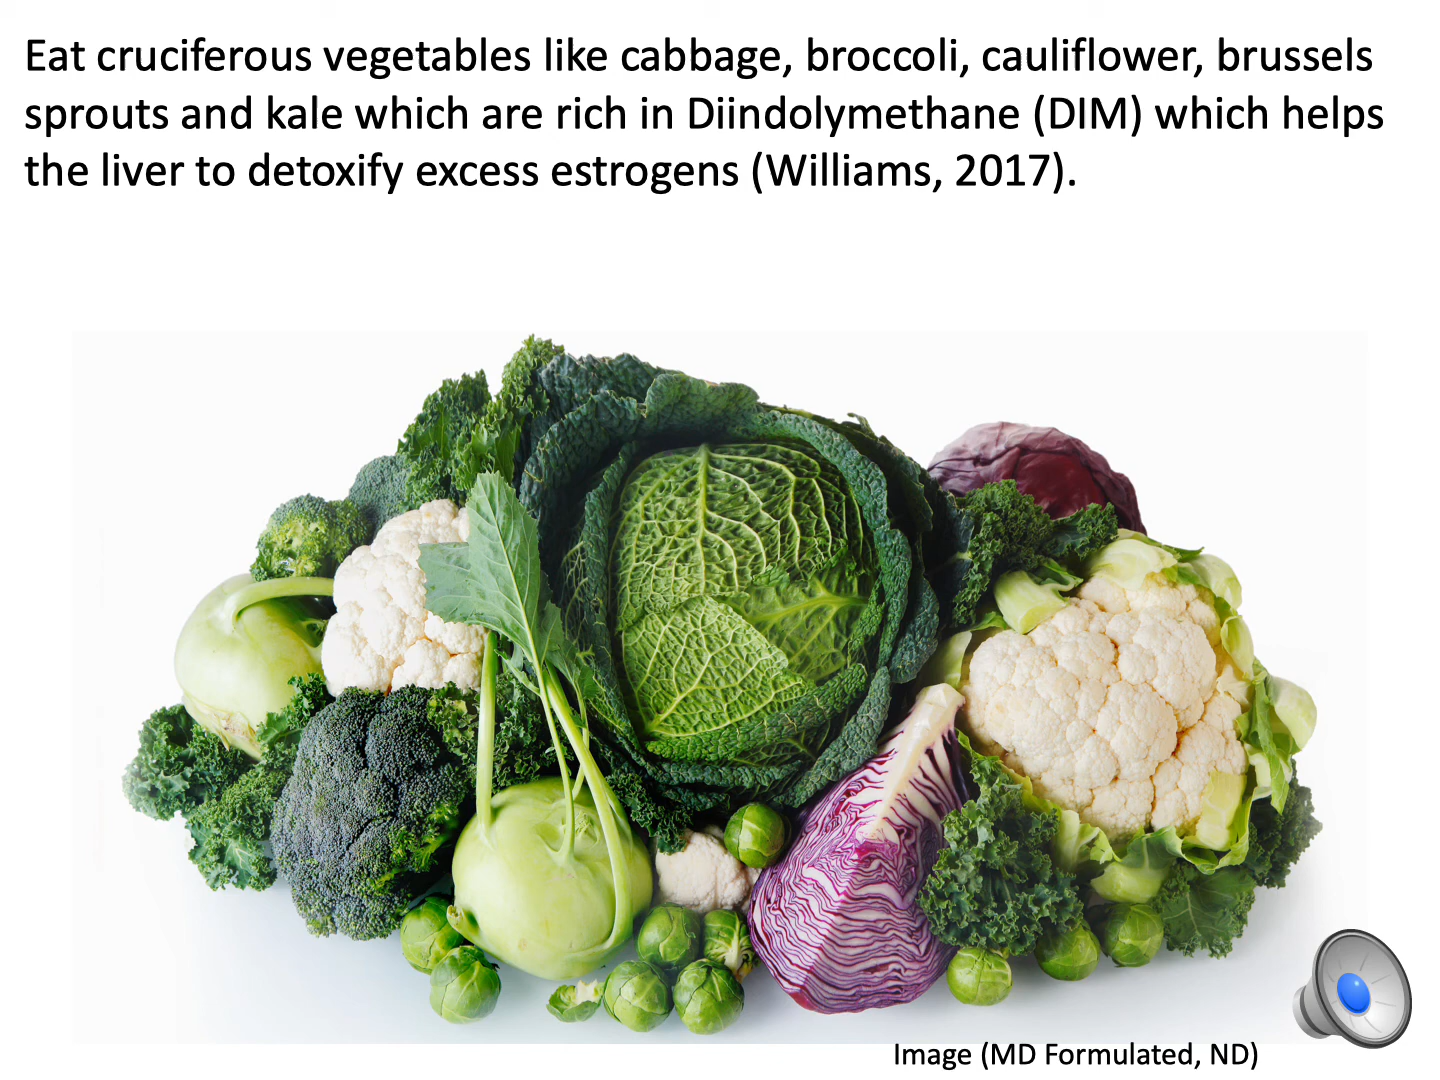 Eat cruciferous vegetables like cabbage, broccoli, cauliflower, brussels
sprouts and kale which are rich in Diindolymethane (DIM) which helps
the liver to detoxify excess estrogens (Williams, 2017).
Image (MD Formulated, ND)